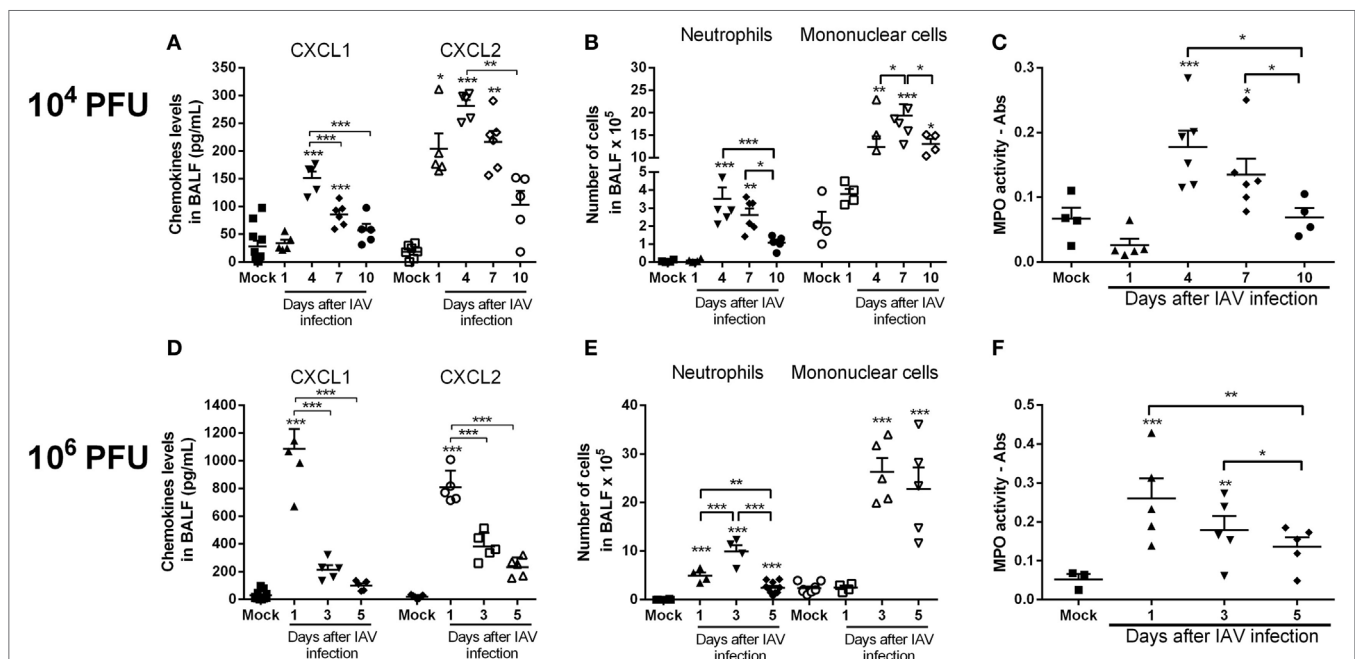 10⁴ PFU
A
CXCL1 CXCL2
Chemokines levels
in BALF (pg/mL)
350
300
250
200
150
100
50
0
* *** ** **
*** *** *** ***
Mock 1 4 7 10 Mock 1 4 7 10
Days after IAV Days after IAV
infection infection
B
Neutrophils Mononuclear cells
Number of cells
in BALF x 10⁵
30
25
20
15
10
5
4
3
2
1
0
*** *** ** *
** * *** * *
Mock 1 4 7 10 Mock 1 4 7 10
Days after IAV Days after IAV
infection infection
C
MPO activity - Abs
0.3
0.2
0.1
0.0
*** * * *
Mock 1 4 7 10
Days after IAV infection
10⁶ PFU
D
CXCL1 CXCL2
Chemokines levels
in BALF (pg/mL)
1400
1200
1000
800
600
400
200
0
*** *** ***
*** *** ***
Mock 1 3 5 Mock 1 3 5
Days after IAV Days after IAV
infection infection
E
Neutrophils Mononuclear cells
Number of cells
in BALF x 10⁵
40
30
20
10
0
** *** ***
*** *** ***
*** ***
Mock 1 3 5 Mock 1 3 5
Days after IAV Days after IAV
infection infection
F
MPO activity - Abs
0.5
0.4
0.3
0.2
0.1
0.0
*** ** ** *
Mock 1 3 5
Days after IAV infection